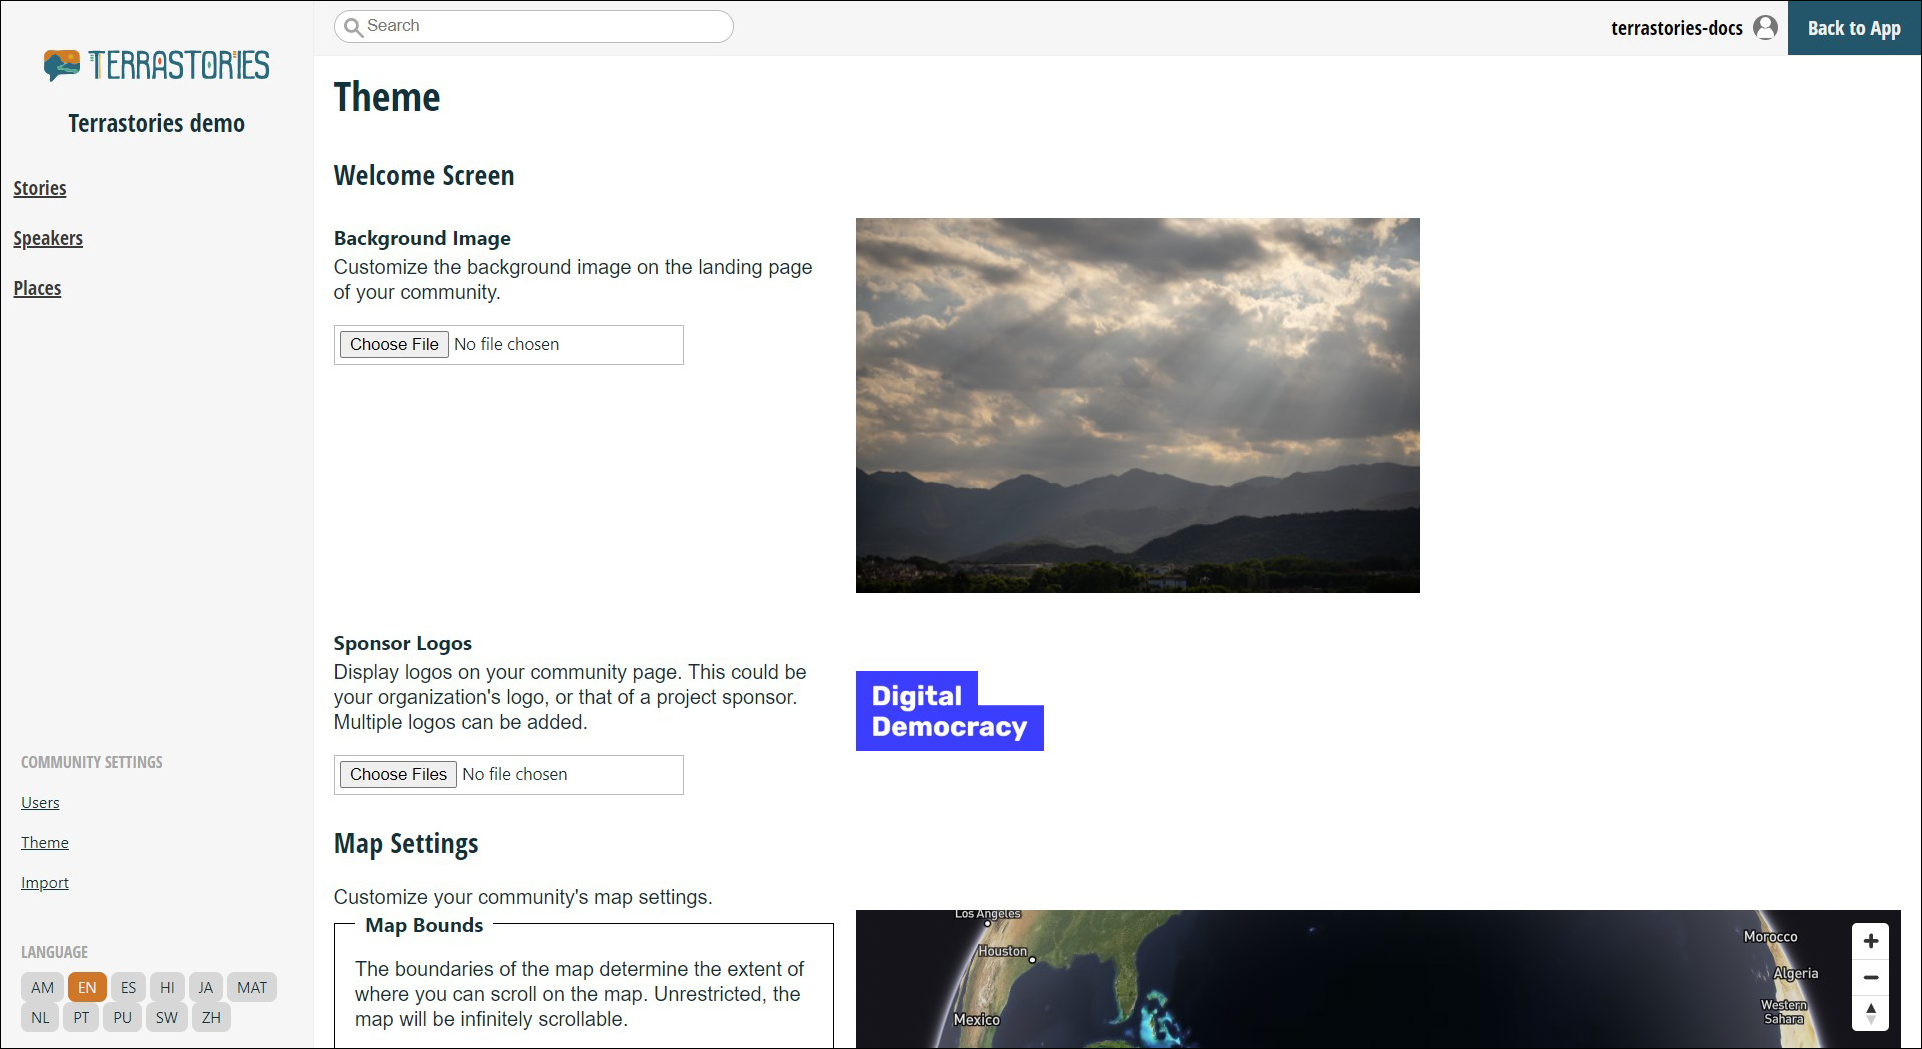 TERRASTORIES
Terrastories demo
Stories
Speakers
Places
COMMUNITY SETTINGS
Users
Theme
Import
LANGUAGE
AM EN ES HI JA MAT
NL PT PU SW ZH
Search
terrastories-docs
Back to App
Theme
Welcome Screen
Background Image
Customize the background image on the landing page
of your community.
Choose File No file chosen
Sponsor Logos
Display logos on your community page. This could be
your organization's logo, or that of a project sponsor.
Multiple logos can be added.
Choose Files No file chosen
Digital
Democracy
Map Settings
Customize your community's map settings.
Map Bounds
The boundaries of the map determine the extent of
where you can scroll on the map. Unrestricted, the
map will be infinitely scrollable.
Los Angeles
Houston
Mexico
Morocco
Algeria
Western
Sahara